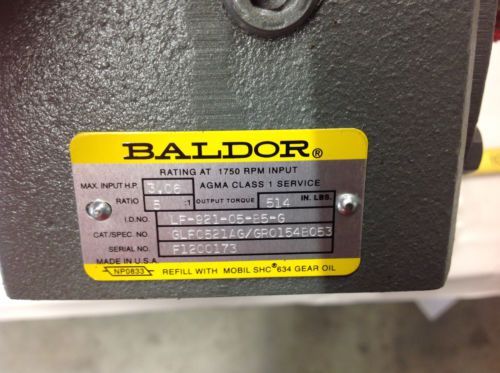 BALDOR®
RATING AT 1750 RPM INPUT
MAX. INPUT H.P. 3.06 AGMA CLASS 1 SERVICE
RATIO 5 :1 OUTPUT TORQUE 514 IN. LBS.
I.D.NO. LF-921-05-B5-G
CAT/SPEC. NO. GLFC521AG/GR0154B053
SERIAL NO. F1200173
MADE IN U.S.A.
NP0833 REFILL WITH MOBIL SHC® 634 GEAR OIL